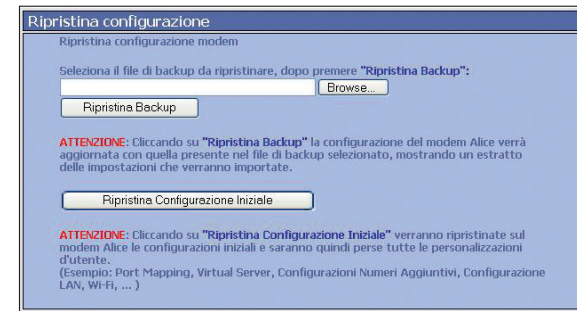 Ripristina configurazione
Ripristina configurazione modem
Seleziona il file di backup da ripristinare, dopo premere "Ripristina Backup":
Browse...
Ripristina Backup
ATTENZIONE: Cliccando su "Ripristina Backup" la configurazione del modem Alice verrà
aggiornata con quella presente nel file di backup selezionato, mostrando un estratto
delle impostazioni che verranno importate.
Ripristina Configurazione Iniziale
ATTENZIONE: Cliccando su "Ripristina Configurazione Iniziale" verranno ripristinate sul
modem Alice le configurazioni iniziali e saranno quindi perse tutte le personalizzazioni
d'utente.
(Esempio: Port Mapping, Virtual Server, Configurazioni Numeri Aggiuntivi, Configurazione
LAN, Wi-Fi, ... )